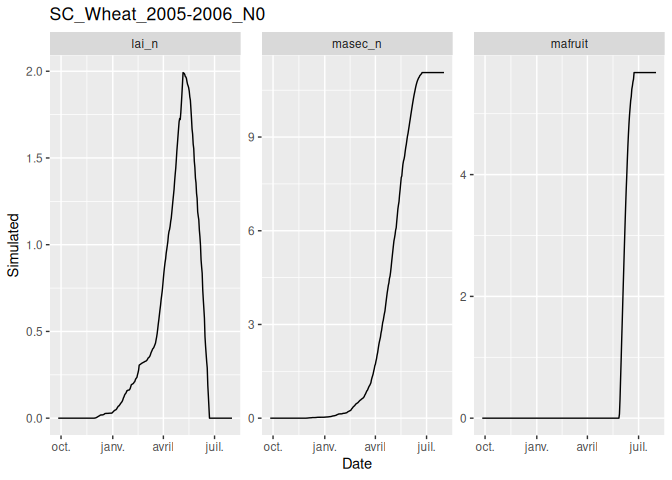 SC_Wheat_2005-2006_N0
lai_n
masec_n
mafruit
Simulated
2.0
1.5
1.0
0.5
0.0
9
6
3
0
4
2
0
oct. janv. avril juil.
oct. janv. avril juil.
oct. janv. avril juil.
Date